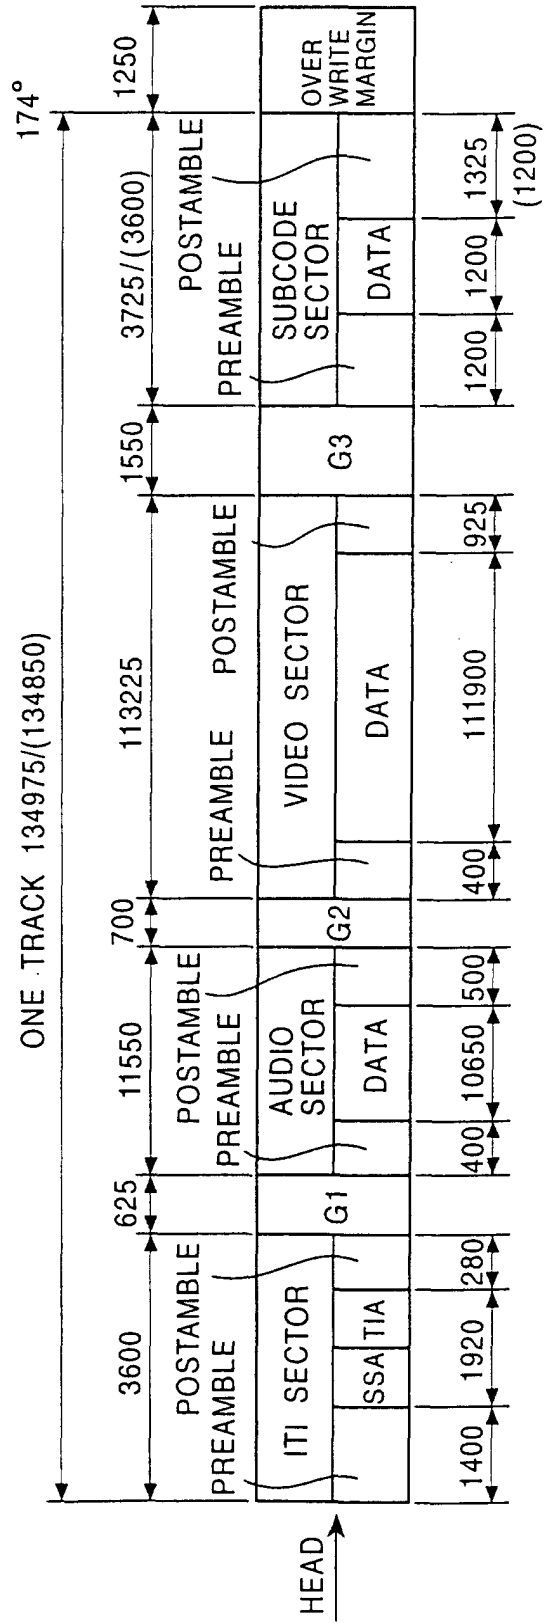 ONE TRACK 134975/(134850)
174°
3600
625
11550
700
113225
1550
3725/(3600)
1250
POSTAMBLE
PREAMBLE
POSTAMBLE
PREAMBLE
PREAMBLE
POSTAMBLE
POSTAMBLE
PREAMBLE
HEAD
ITI SECTOR
SSA
TIA
G1
AUDIO
SECTOR
DATA
G2
VIDEO SECTOR
DATA
G3
SUBCODE
SECTOR
DATA
OVER
WRITE
MARGIN
1400
1920
280
400
10650
500
400
111900
925
1200
1200
1325
(1200)